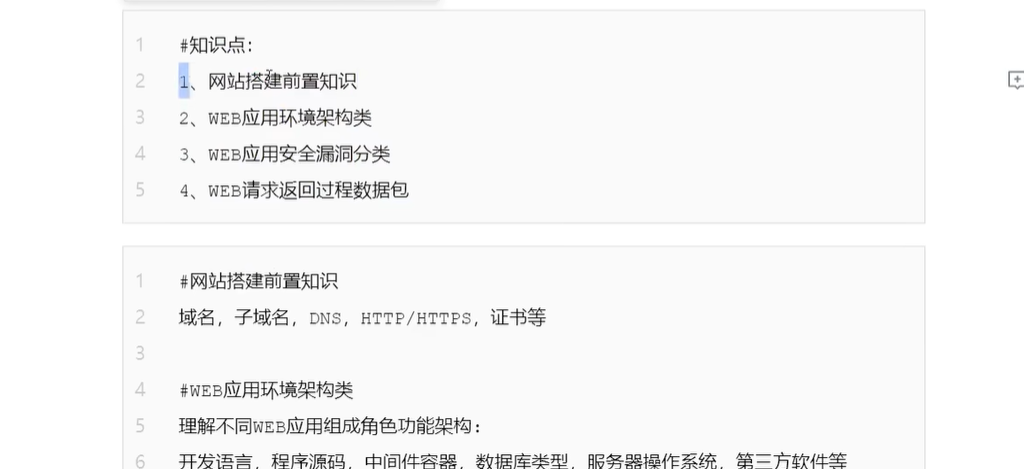 1 #知识点:
2 1、网站搭建前置知识
3 2、WEB应用环境架构类
4 3、WEB应用安全漏洞分类
5 4、WEB请求返回过程数据包
1 #网站搭建前置知识
2 域名，子域名，DNS，HTTP/HTTPS，证书等
3
4 #WEB应用环境架构类
5 理解不同WEB应用组成角色功能架构：
6 开发语言，程序源码，中间件容器，数据库类型，服务器操作系统，第三方软件等